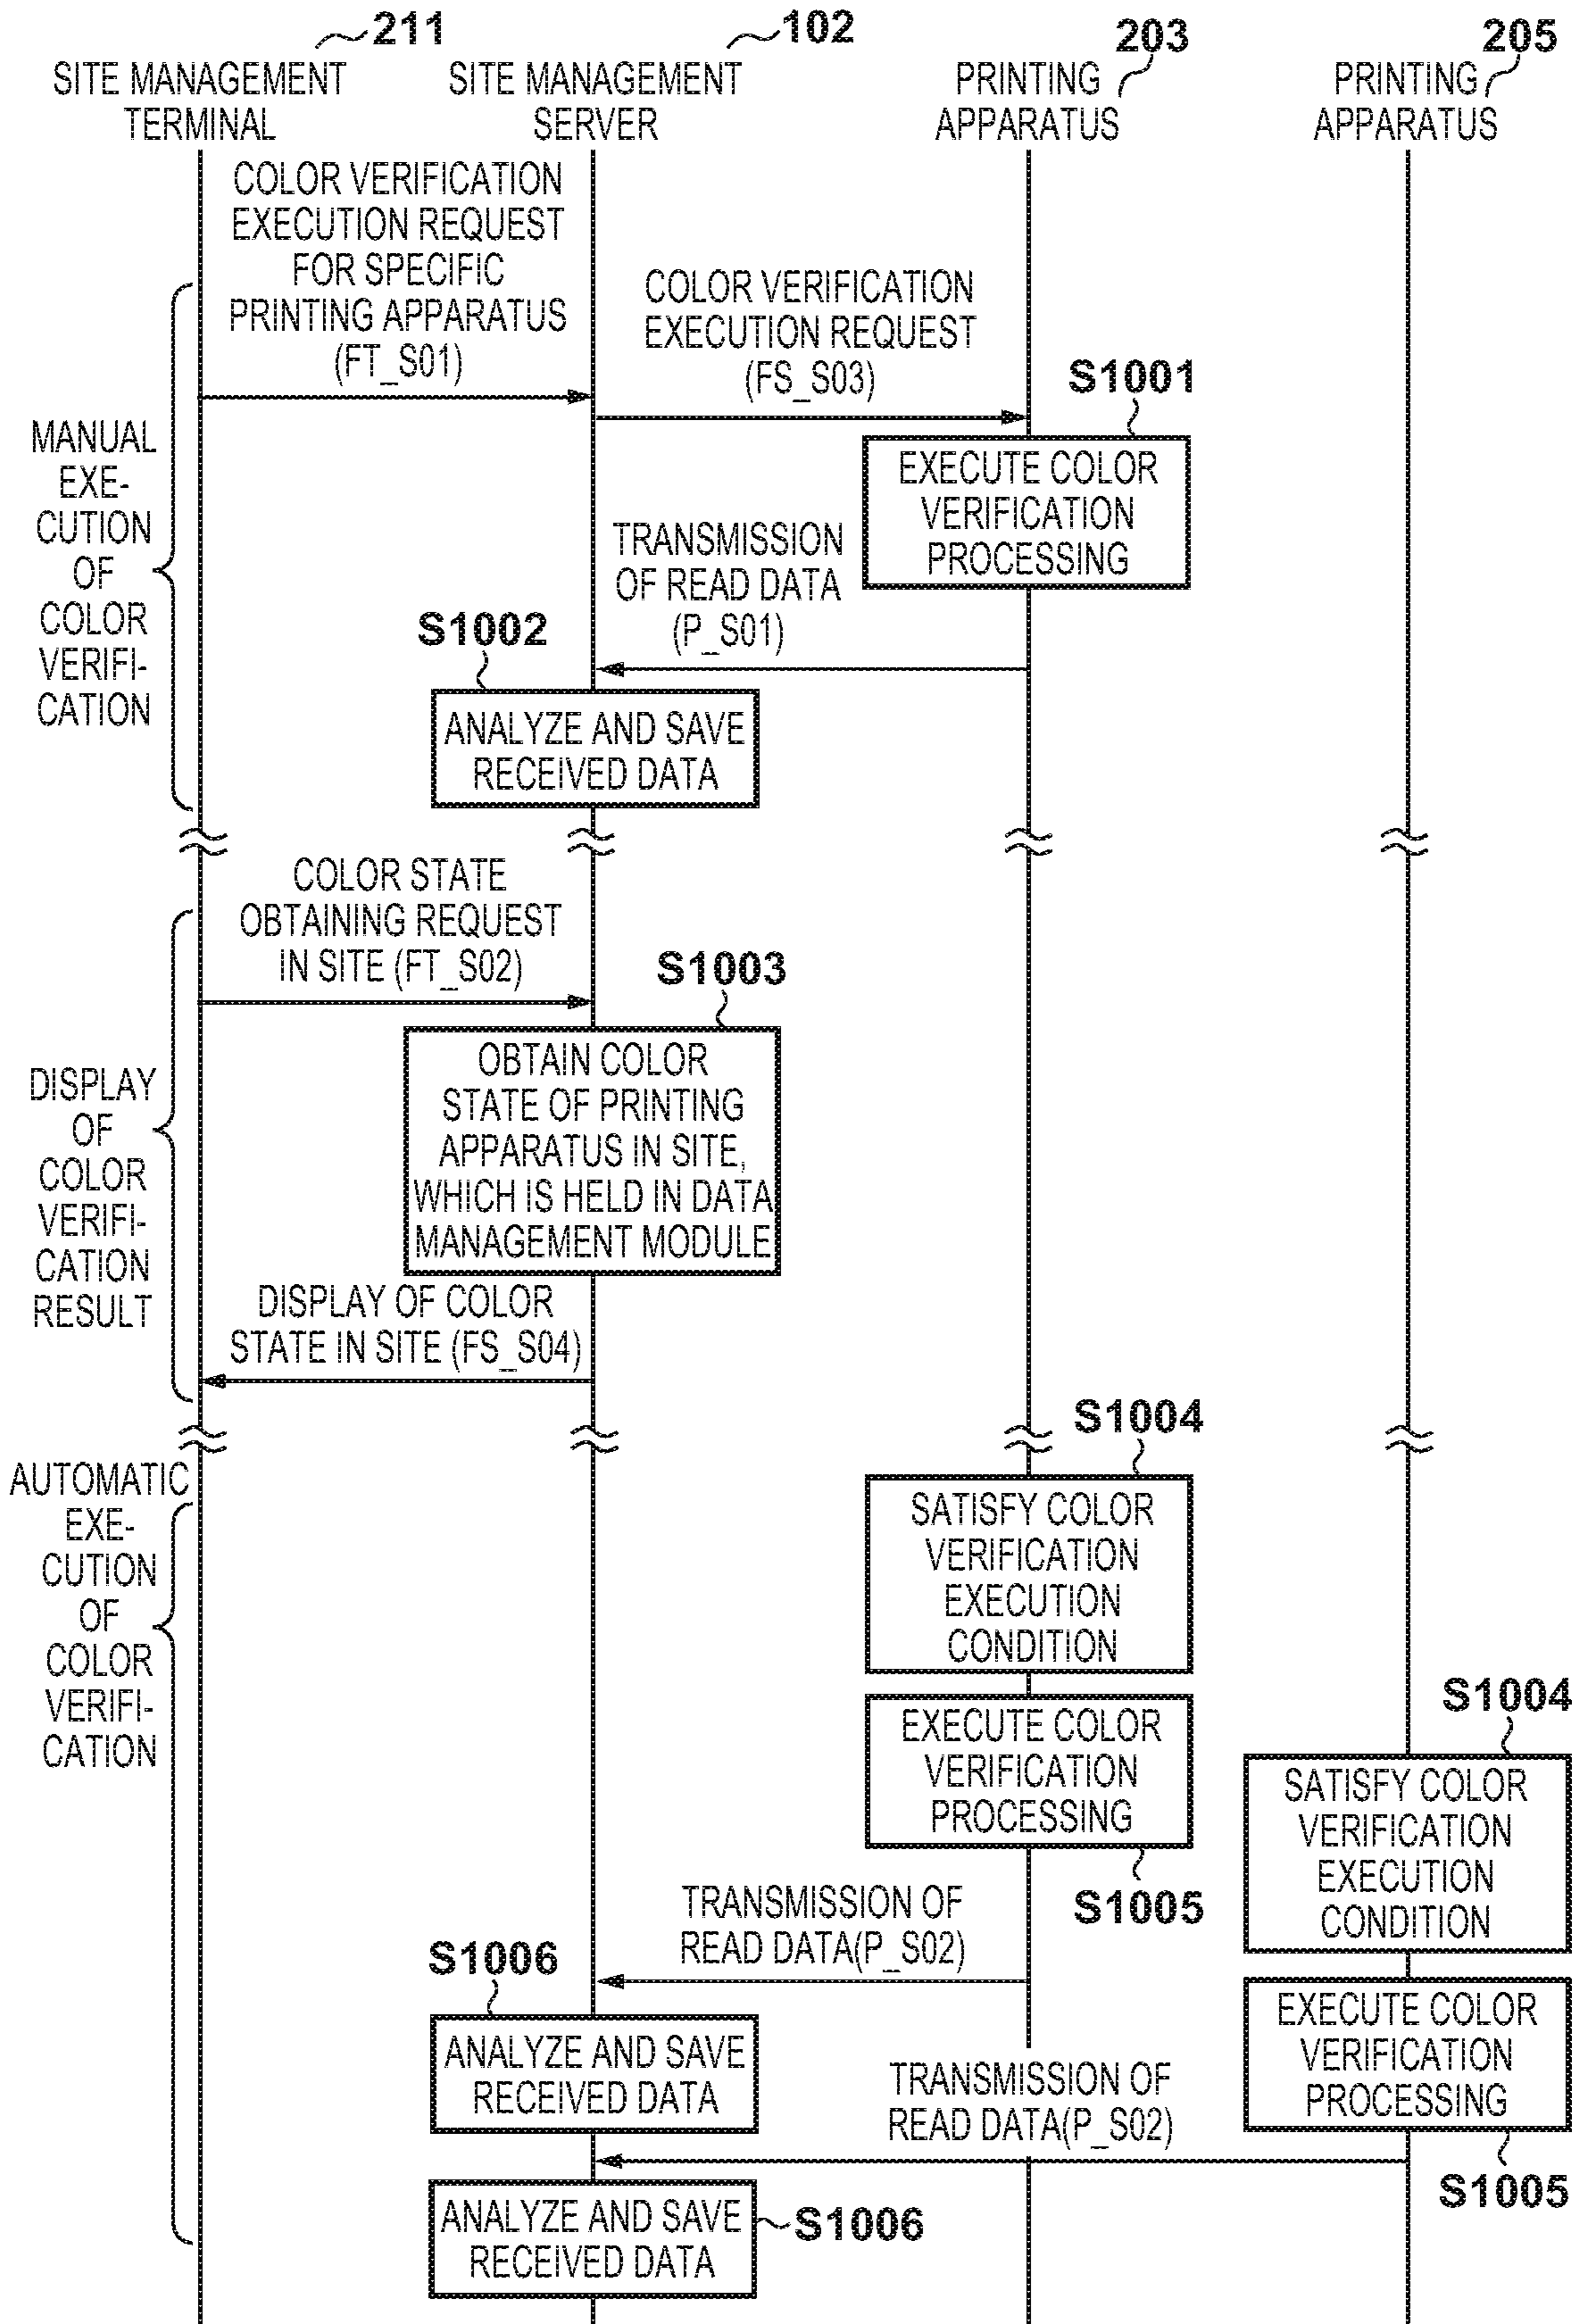 211
SITE MANAGEMENT
TERMINAL
102
SITE MANAGEMENT
SERVER
203
PRINTING
APPARATUS
205
PRINTING
APPARATUS
COLOR VERIFICATION
EXECUTION REQUEST
FOR SPECIFIC
PRINTING APPARATUS
(FT_S01)
COLOR VERIFICATION
EXECUTION REQUEST
(FS_S03)
S1001
EXECUTE COLOR
VERIFICATION
PROCESSING
MANUAL
EXE-
CUTION
OF
COLOR
VERIFI-
CATION
TRANSMISSION
OF READ DATA
(P_S01)
S1002
ANALYZE AND SAVE
RECEIVED DATA
COLOR STATE
OBTAINING REQUEST
IN SITE (FT_S02)
S1003
OBTAIN COLOR
STATE OF PRINTING
APPARATUS IN SITE,
WHICH IS HELD IN DATA
MANAGEMENT MODULE
DISPLAY
OF
COLOR
VERIFI-
CATION
RESULT
DISPLAY OF COLOR
STATE IN SITE (FS_S04)
S1004
SATISFY COLOR
VERIFICATION
EXECUTION
CONDITION
AUTOMATIC
EXE-
CUTION
OF
COLOR
VERIFI-
CATION
EXECUTE COLOR
VERIFICATION
PROCESSING
S1005
S1004
SATISFY COLOR
VERIFICATION
EXECUTION
CONDITION
TRANSMISSION OF
READ DATA(P_S02)
S1006
ANALYZE AND SAVE
RECEIVED DATA
EXECUTE COLOR
VERIFICATION
PROCESSING
S1005
TRANSMISSION OF
READ DATA(P_S02)
ANALYZE AND SAVE
RECEIVED DATA
S1006